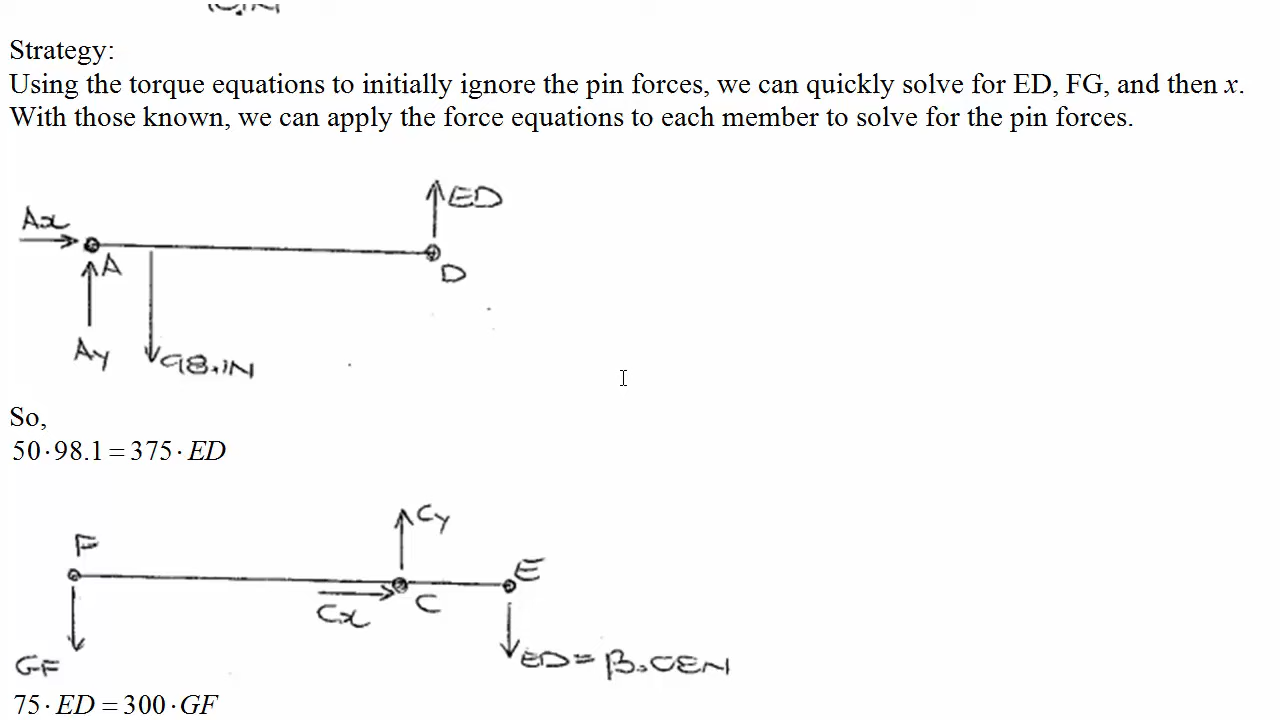 Strategy:
Using the torque equations to initially ignore the pin forces, we can quickly solve for ED, FG, and then x.
With those known, we can apply the force equations to each member to solve for the pin forces.
ED
Ax
A
D
Ay
98.1N
So,
50·98.1=375·ED
Cy
F
E
Cx
C
GF
ED=
75·ED=300·GF